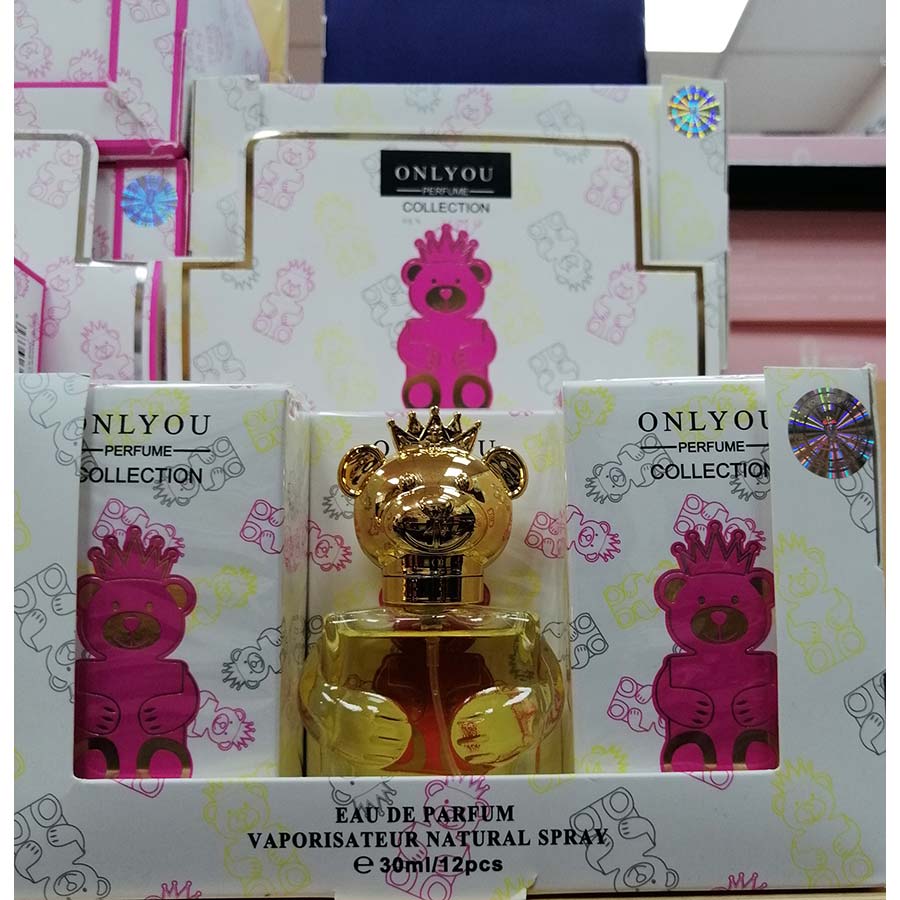 ONLYOU
PERFUME
COLLECTION
ONLYOU
PERFUME
COLLECTION
ONLYOU
PERFUME
COLLECTION
EAU DE PARFUM
VAPORISATEUR NATURAL SPRAY
℮ 30ml/12pcs